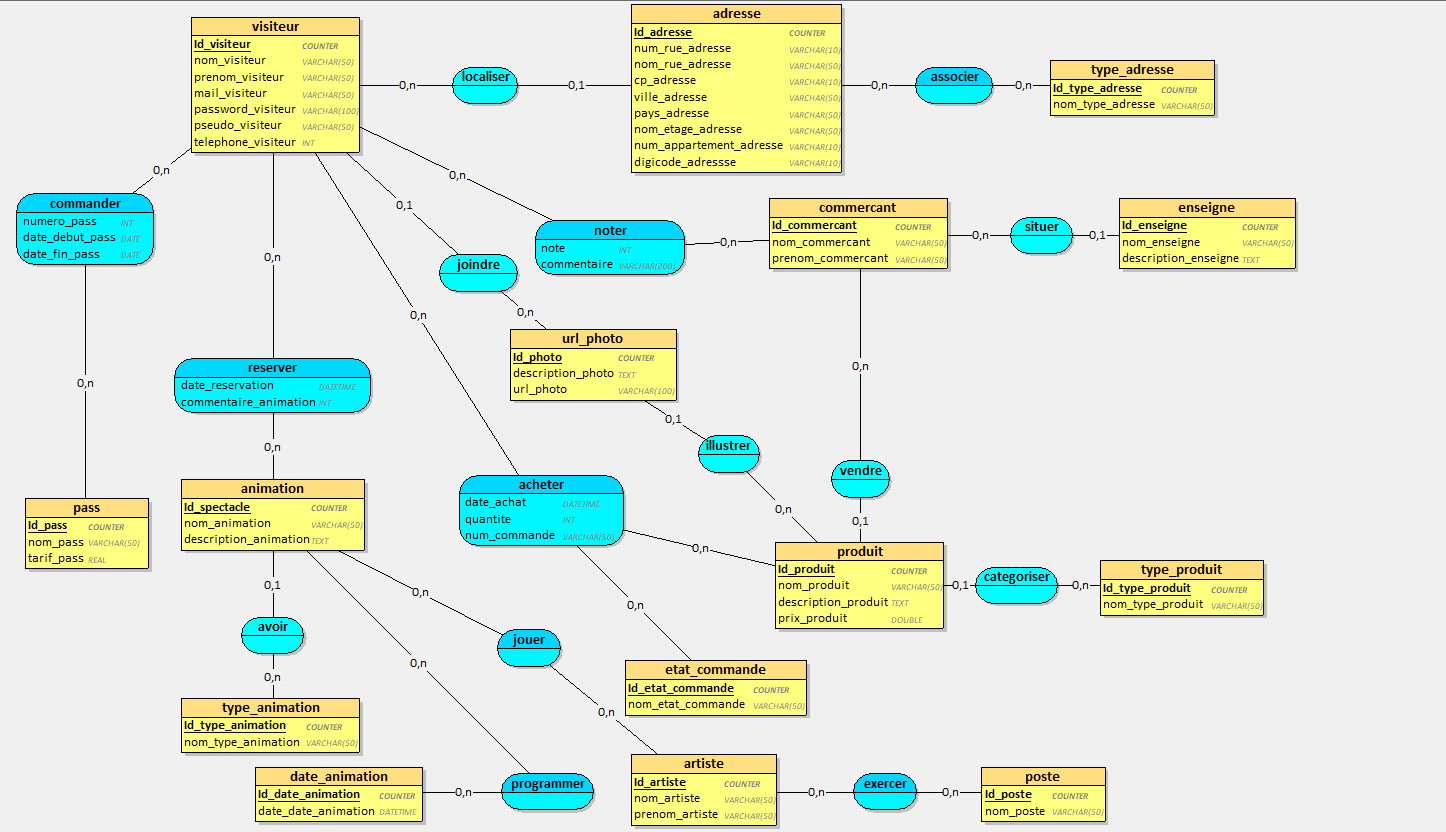 visiteur
Id_visiteur COUNTER
nom_visiteur VARCHAR(50)
prenom_visiteur VARCHAR(50)
mail_visiteur VARCHAR(50)
password_visiteur VARCHAR(100)
pseudo_visiteur VARCHAR(50)
telephone_visiteur INT
0,n
localiser
0,1
adresse
Id_adresse COUNTER
num_rue_adresse VARCHAR(10)
nom_rue_adresse VARCHAR(50)
cp_adresse VARCHAR(10)
ville_adresse VARCHAR(50)
pays_adresse VARCHAR(50)
nom_etage_adresse VARCHAR(50)
num_appartement_adresse VARCHAR(10)
digicode_adressse VARCHAR(10)
0,n
associer
0,n
type_adresse
Id_type_adresse COUNTER
nom_type_adresse VARCHAR(50)
0,n
commander
numero_pass INT
date_debut_pass DATE
date_fin_pass DATE
0,n
0,n
0,1
joindre
0,n
0,n
noter
note INT
commentaire VARCHAR(200)
0,n
commercant
Id_commercant COUNTER
nom_commercant VARCHAR(50)
prenom_commercant VARCHAR(50)
0,n
situer
0,1
enseigne
Id_enseigne COUNTER
nom_enseigne VARCHAR(50)
description_enseigne TEXT
url_photo
Id_photo COUNTER
description_photo TEXT
url_photo VARCHAR(100)
0,n
0,n
reserver
date_reservation DATETIME
commentaire_animation INT
0,n
0,n
0,1
illustrer
0,n
vendre
0,1
pass
Id_pass COUNTER
nom_pass VARCHAR(50)
tarif_pass REAL
animation
Id_spectacle COUNTER
nom_animation VARCHAR(50)
description_animation TEXT
acheter
date_achat DATETIME
quantite INT
num_commande VARCHAR(50)
0,n
produit
Id_produit COUNTER
nom_produit VARCHAR(50)
description_produit TEXT
prix_produit DOUBLE
0,1
categoriser
0,n
type_produit
Id_type_produit COUNTER
nom_type_produit VARCHAR(50)
0,1
avoir
0,n
0,n
jouer
0,n
0,n
0,n
etat_commande
Id_etat_commande COUNTER
nom_etat_commande VARCHAR(50)
type_animation
Id_type_animation COUNTER
nom_type_animation VARCHAR(50)
date_animation
Id_date_animation COUNTER
date_date_animation DATETIME
0,n
programmer
artiste
Id_artiste COUNTER
nom_artiste VARCHAR(50)
prenom_artiste VARCHAR(50)
0,n
exercer
0,n
poste
Id_poste COUNTER
nom_poste VARCHAR(50)